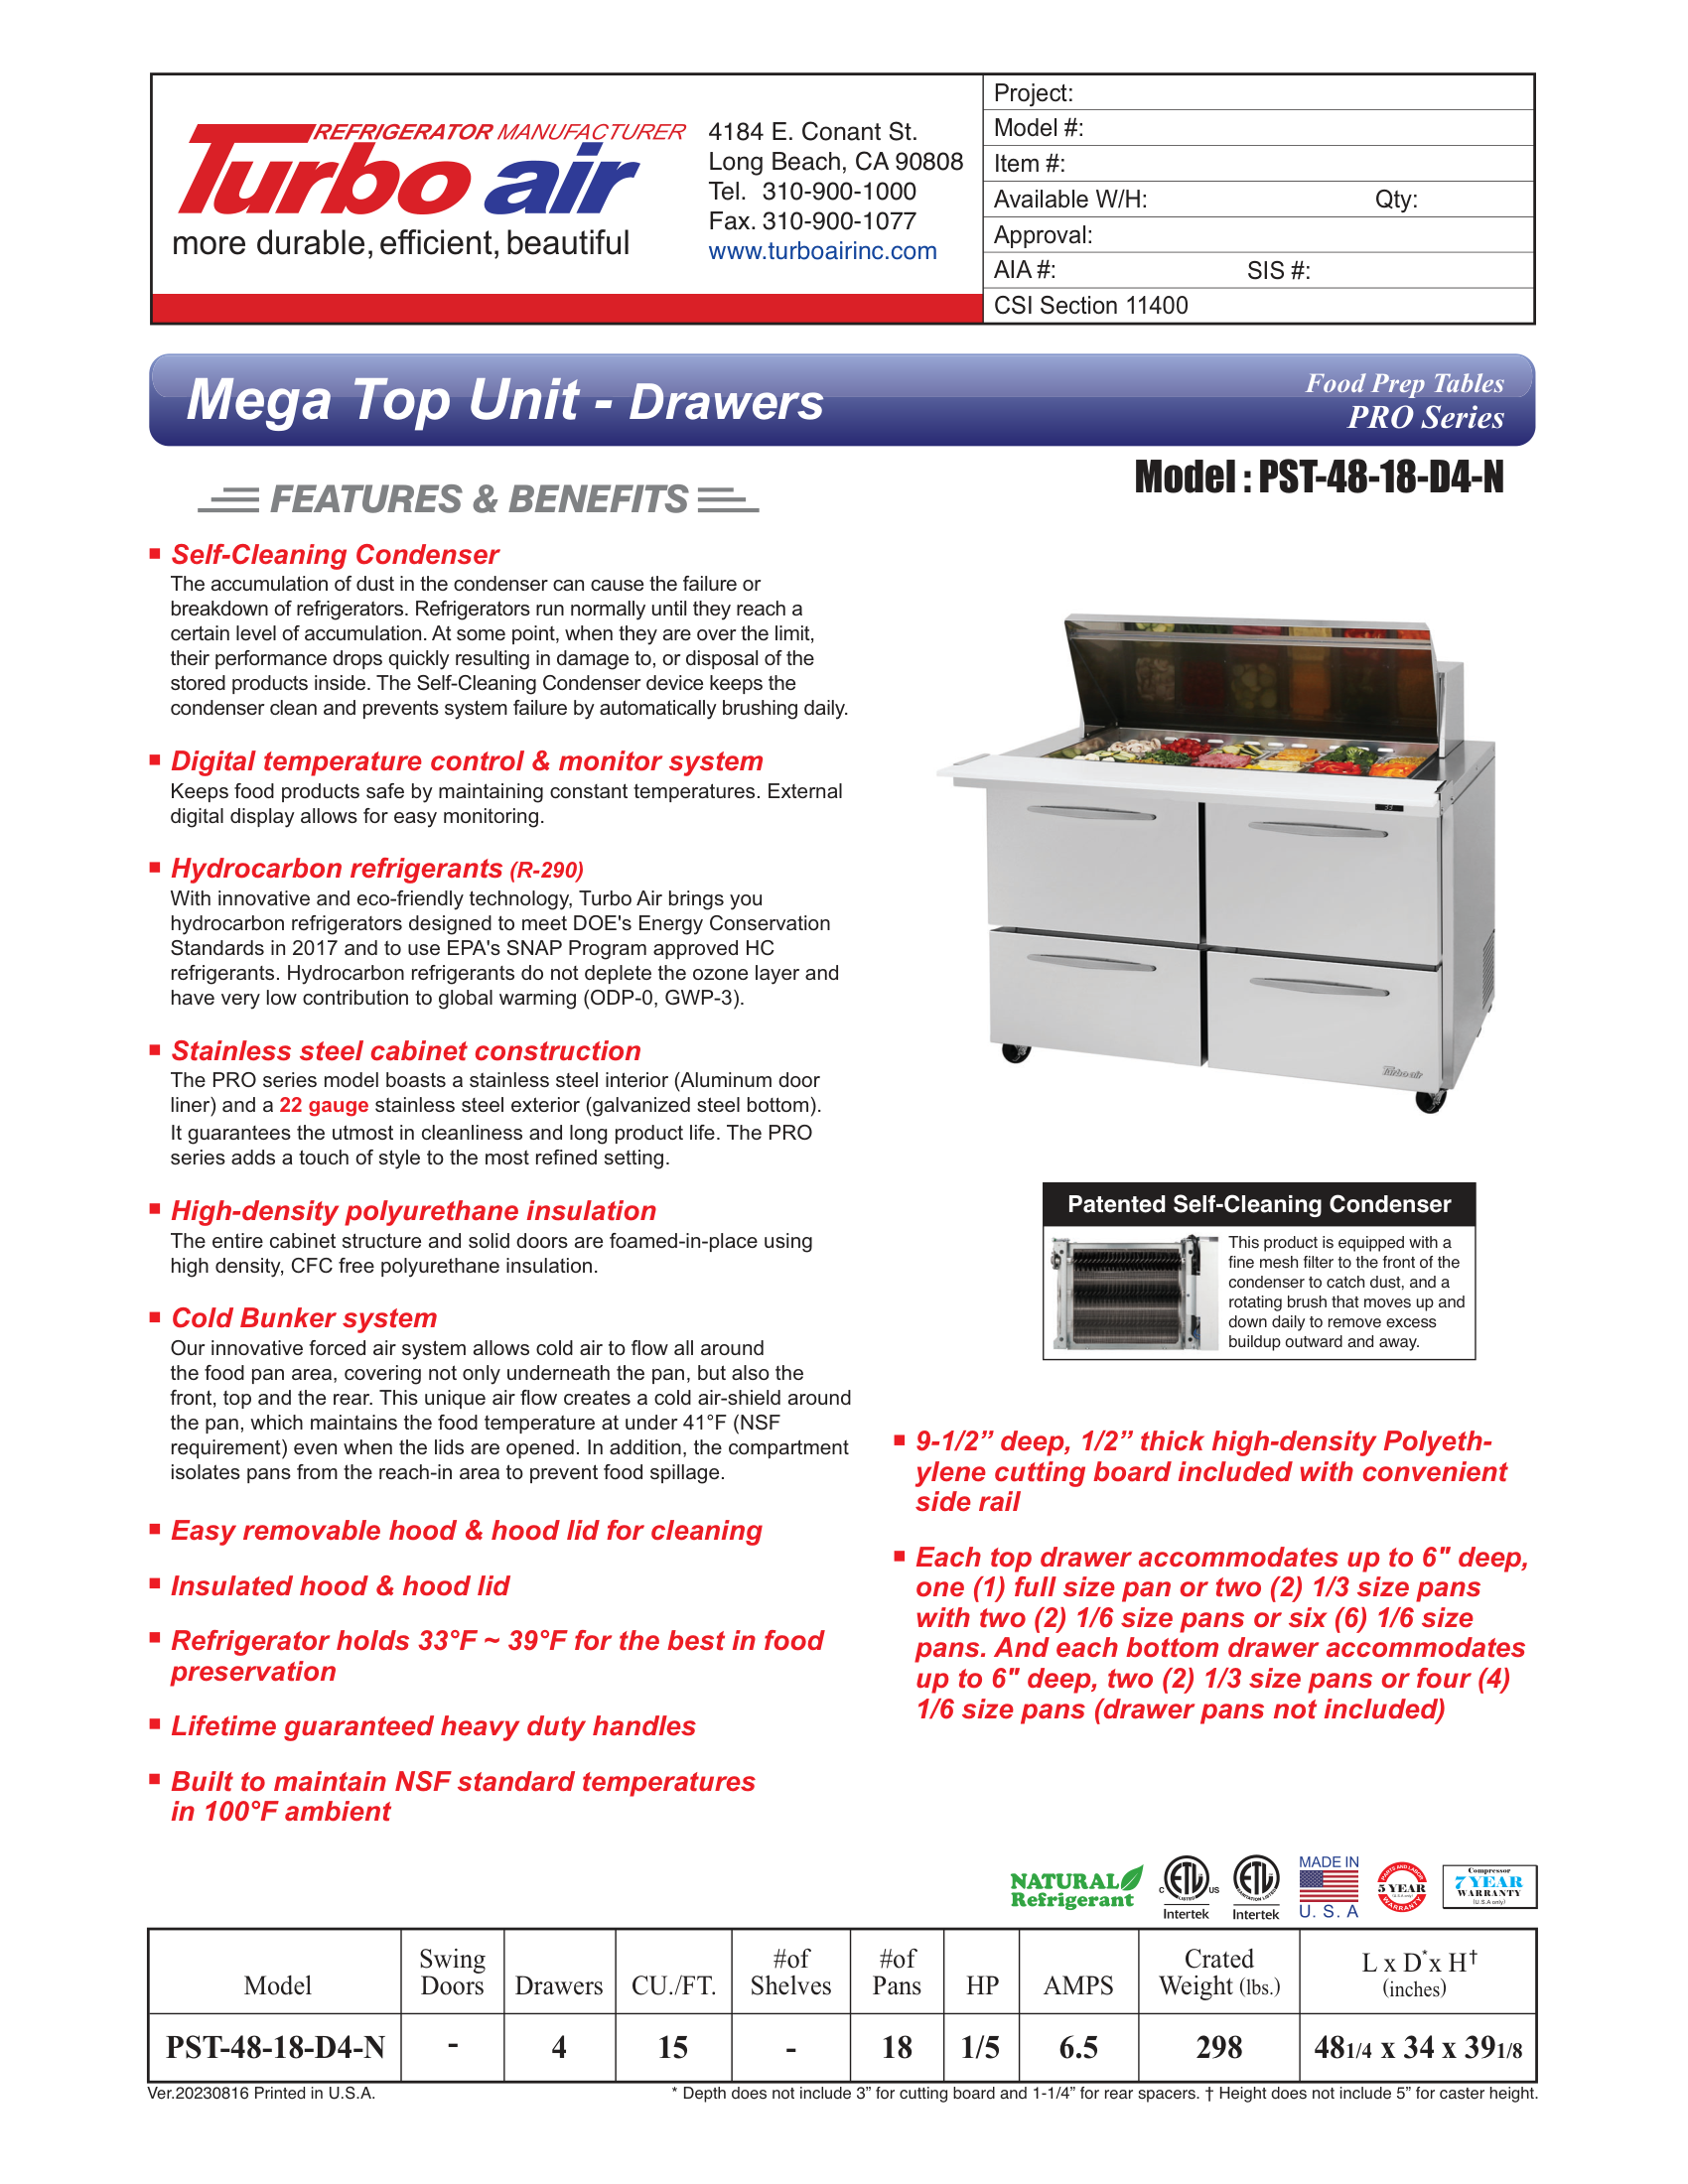 REFRIGERATOR MANUFACTURER
Turbo air
more durable, efficient, beautiful
4184 E. Conant St.
Long Beach, CA 90808
Tel. 310-900-1000
Fax. 310-900-1077
www.turboairinc.com
Project:
Model #:
Item #:
Available W/H: Qty:
Approval:
AIA #: SIS #:
CSI Section 11400
Mega Top Unit - Drawers
Food Prep Tables
PRO Series
Model : PST-48-18-D4-N
FEATURES & BENEFITS
Self-Cleaning Condenser
The accumulation of dust in the condenser can cause the failure or
breakdown of refrigerators. Refrigerators run normally until they reach a
certain level of accumulation. At some point, when they are over the limit,
their performance drops quickly resulting in damage to, or disposal of the
stored products inside. The Self-Cleaning Condenser device keeps the
condenser clean and prevents system failure by automatically brushing daily.
Digital temperature control & monitor system
Keeps food products safe by maintaining constant temperatures. External
digital display allows for easy monitoring.
Hydrocarbon refrigerants (R-290)
With innovative and eco-friendly technology, Turbo Air brings you
hydrocarbon refrigerators designed to meet DOE's Energy Conservation
Standards in 2017 and to use EPA's SNAP Program approved HC
refrigerants. Hydrocarbon refrigerants do not deplete the ozone layer and
have very low contribution to global warming (ODP-0, GWP-3).
Stainless steel cabinet construction
The PRO series model boasts a stainless steel interior (Aluminum door
liner) and a 22 gauge stainless steel exterior (galvanized steel bottom).
It guarantees the utmost in cleanliness and long product life. The PRO
series adds a touch of style to the most refined setting.
High-density polyurethane insulation
The entire cabinet structure and solid doors are foamed-in-place using
high density, CFC free polyurethane insulation.
Cold Bunker system
Our innovative forced air system allows cold air to flow all around
the food pan area, covering not only underneath the pan, but also the
front, top and the rear. This unique air flow creates a cold air-shield around
the pan, which maintains the food temperature at under 41°F (NSF
requirement) even when the lids are opened. In addition, the compartment
isolates pans from the reach-in area to prevent food spillage.
Easy removable hood & hood lid for cleaning
Insulated hood & hood lid
Refrigerator holds 33°F ~ 39°F for the best in food
preservation
Lifetime guaranteed heavy duty handles
Built to maintain NSF standard temperatures
in 100°F ambient
33
Turbo air
Patented Self-Cleaning Condenser
This product is equipped with a
fine mesh filter to the front of the
condenser to catch dust, and a
rotating brush that moves up and
down daily to remove excess
buildup outward and away.
9-1/2” deep, 1/2” thick high-density Polyeth-
ylene cutting board included with convenient
side rail
Each top drawer accommodates up to 6" deep,
one (1) full size pan or two (2) 1/3 size pans
with two (2) 1/6 size pans or six (6) 1/6 size
pans. And each bottom drawer accommodates
up to 6" deep, two (2) 1/3 size pans or four (4)
1/6 size pans (drawer pans not included)
NATURAL
Refrigerant
C ETL US
LISTED
Intertek
ETL
SANITATION LISTED
Intertek
MADE IN
U. S. A
PARTS AND LABOR
5 YEAR
(U.S.A only)
WARRANTY
Compressor
7 YEAR
WARRANTY
(U.S.A only)
Model Swing Doors Drawers CU./FT. #of Shelves #of Pans HP AMPS Crated Weight (lbs.) L x D* x H† (inches)
PST-48-18-D4-N - 4 15 - 18 1/5 6.5 298 48 1/4 x 34 x 39 1/8
Ver.20230816 Printed in U.S.A.
* Depth does not include 3” for cutting board and 1-1/4” for rear spacers. † Height does not include 5” for caster height.